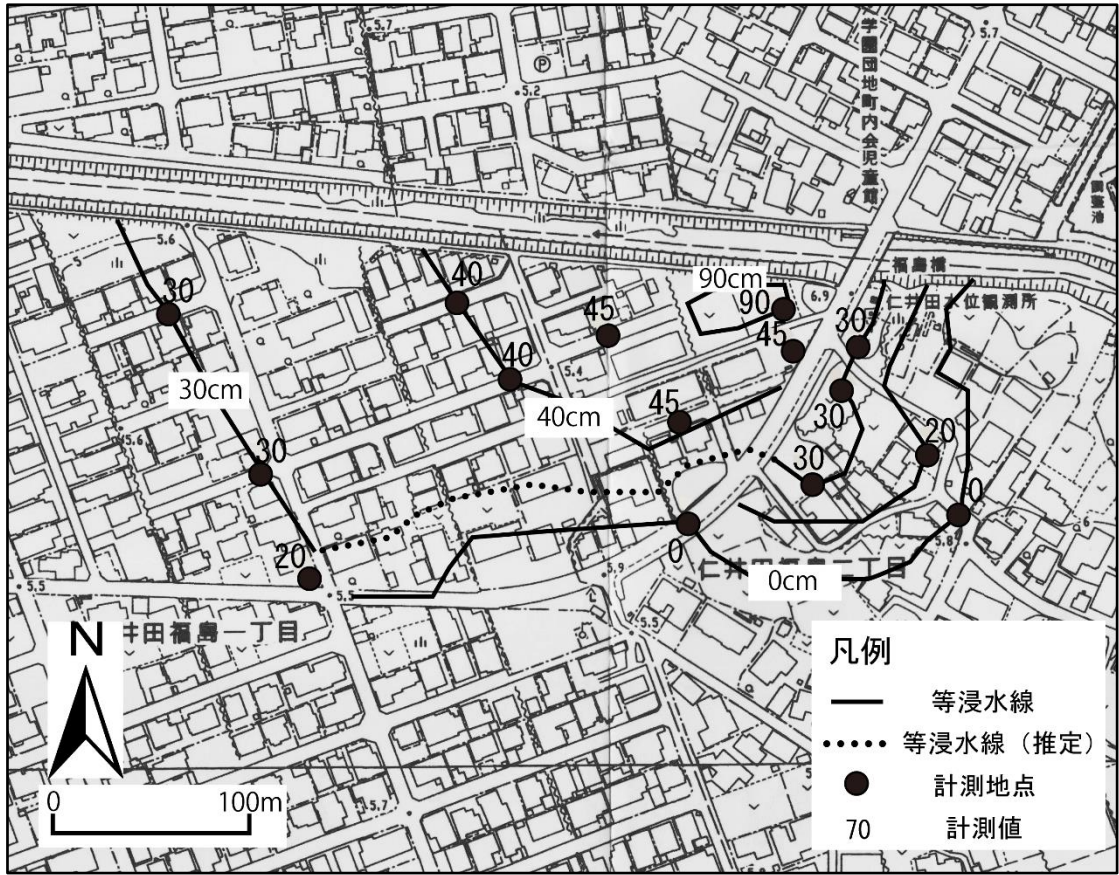 5.7
5.7
学園団地町内会児童館
P
5.2
調整池
福島橋
5.6
5
30
40
45
90cm
90
6.9
仁井田水位観測所
30
45
40
5.4
30cm
40cm
45
30
5.6
20
30
30
0
0
20
5.8
6
仁井田福島二丁目
0cm
5.5
5.9
5.5
井田福島一丁目
N
0 100m
5.7
凡例
等浸水線
等浸水線（推定）
計測地点
70 計測値